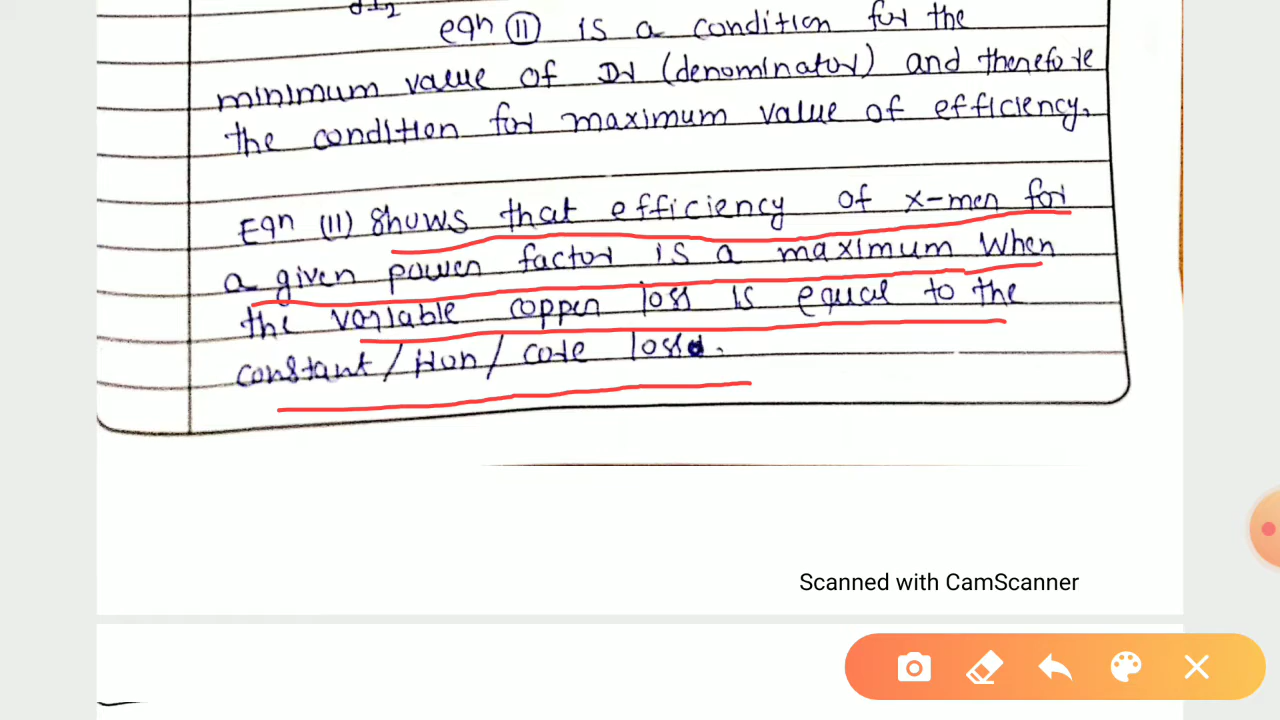 dI2
eqn (11) is a condition for the
minimum value of Dr (denominator) and therefore
the condition for maximum value of efficiency.
Eqn (11) shows that efficiency of x-mer for
a given power factor is a maximum when
the variable copper loss is equal to the
constant/Iron/core loss.
Scanned with CamScanner